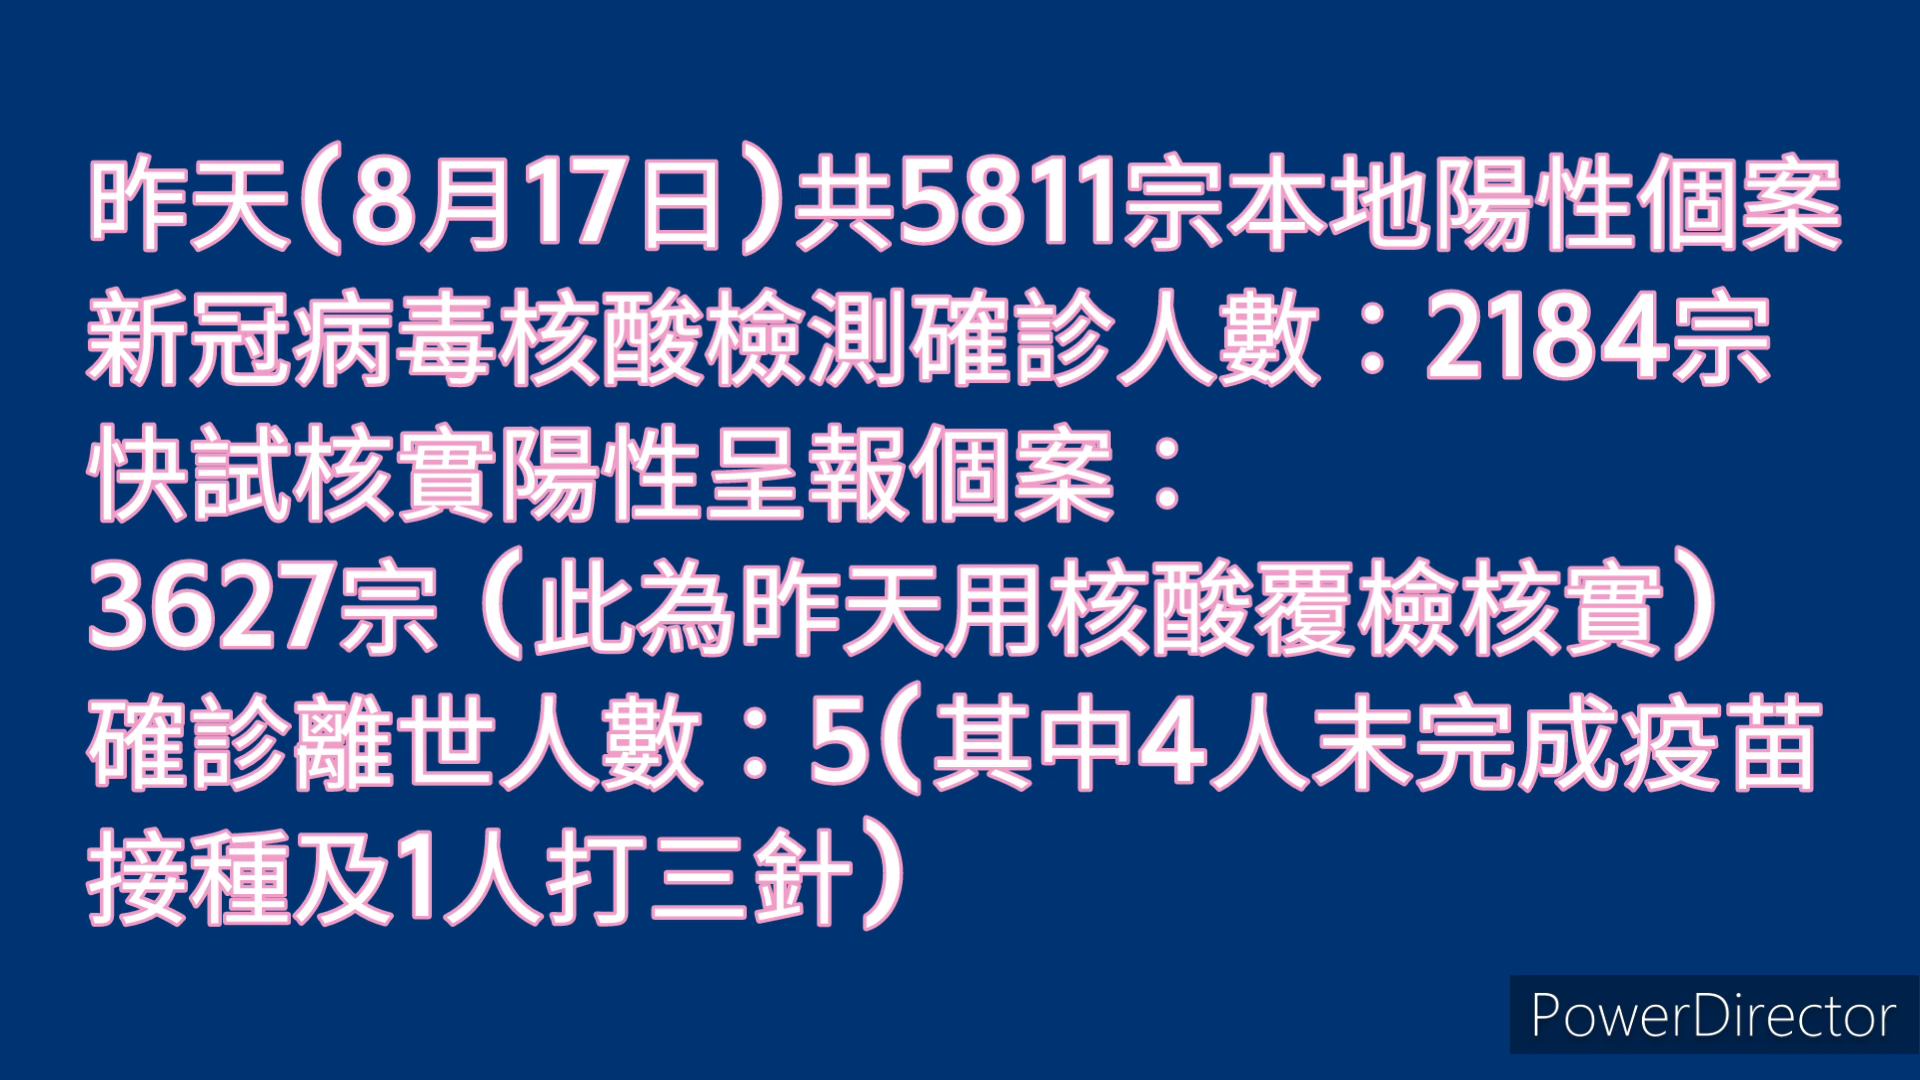 昨天(8月17日)共5811宗本地陽性個案
新冠病毒核酸檢測確診人數：2184宗
快試核實陽性呈報個案：
3627宗（此為昨天用核酸覆檢核實）
確診離世人數：5(其中4人末完成疫苗
接種及1人打三針）
PowerDirector